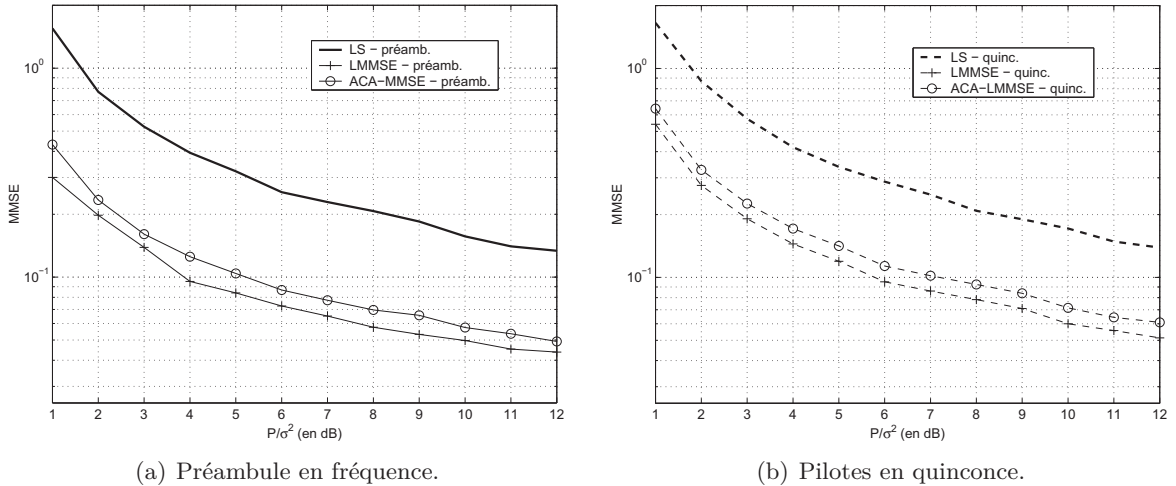 10⁰
10⁻¹
MMSE
LS − préamb.
LMMSE − préamb.
ACA−MMSE − préamb.
1 2 3 4 5 6 7 8 9 10 11 12
P/σ² (en dB)
(a) Préambule en fréquence.
10⁰
10⁻¹
MMSE
LS − quinc.
LMMSE − quinc.
ACA−LMMSE − quinc.
1 2 3 4 5 6 7 8 9 10 11 12
P/σ² (en dB)
(b) Pilotes en quinconce.